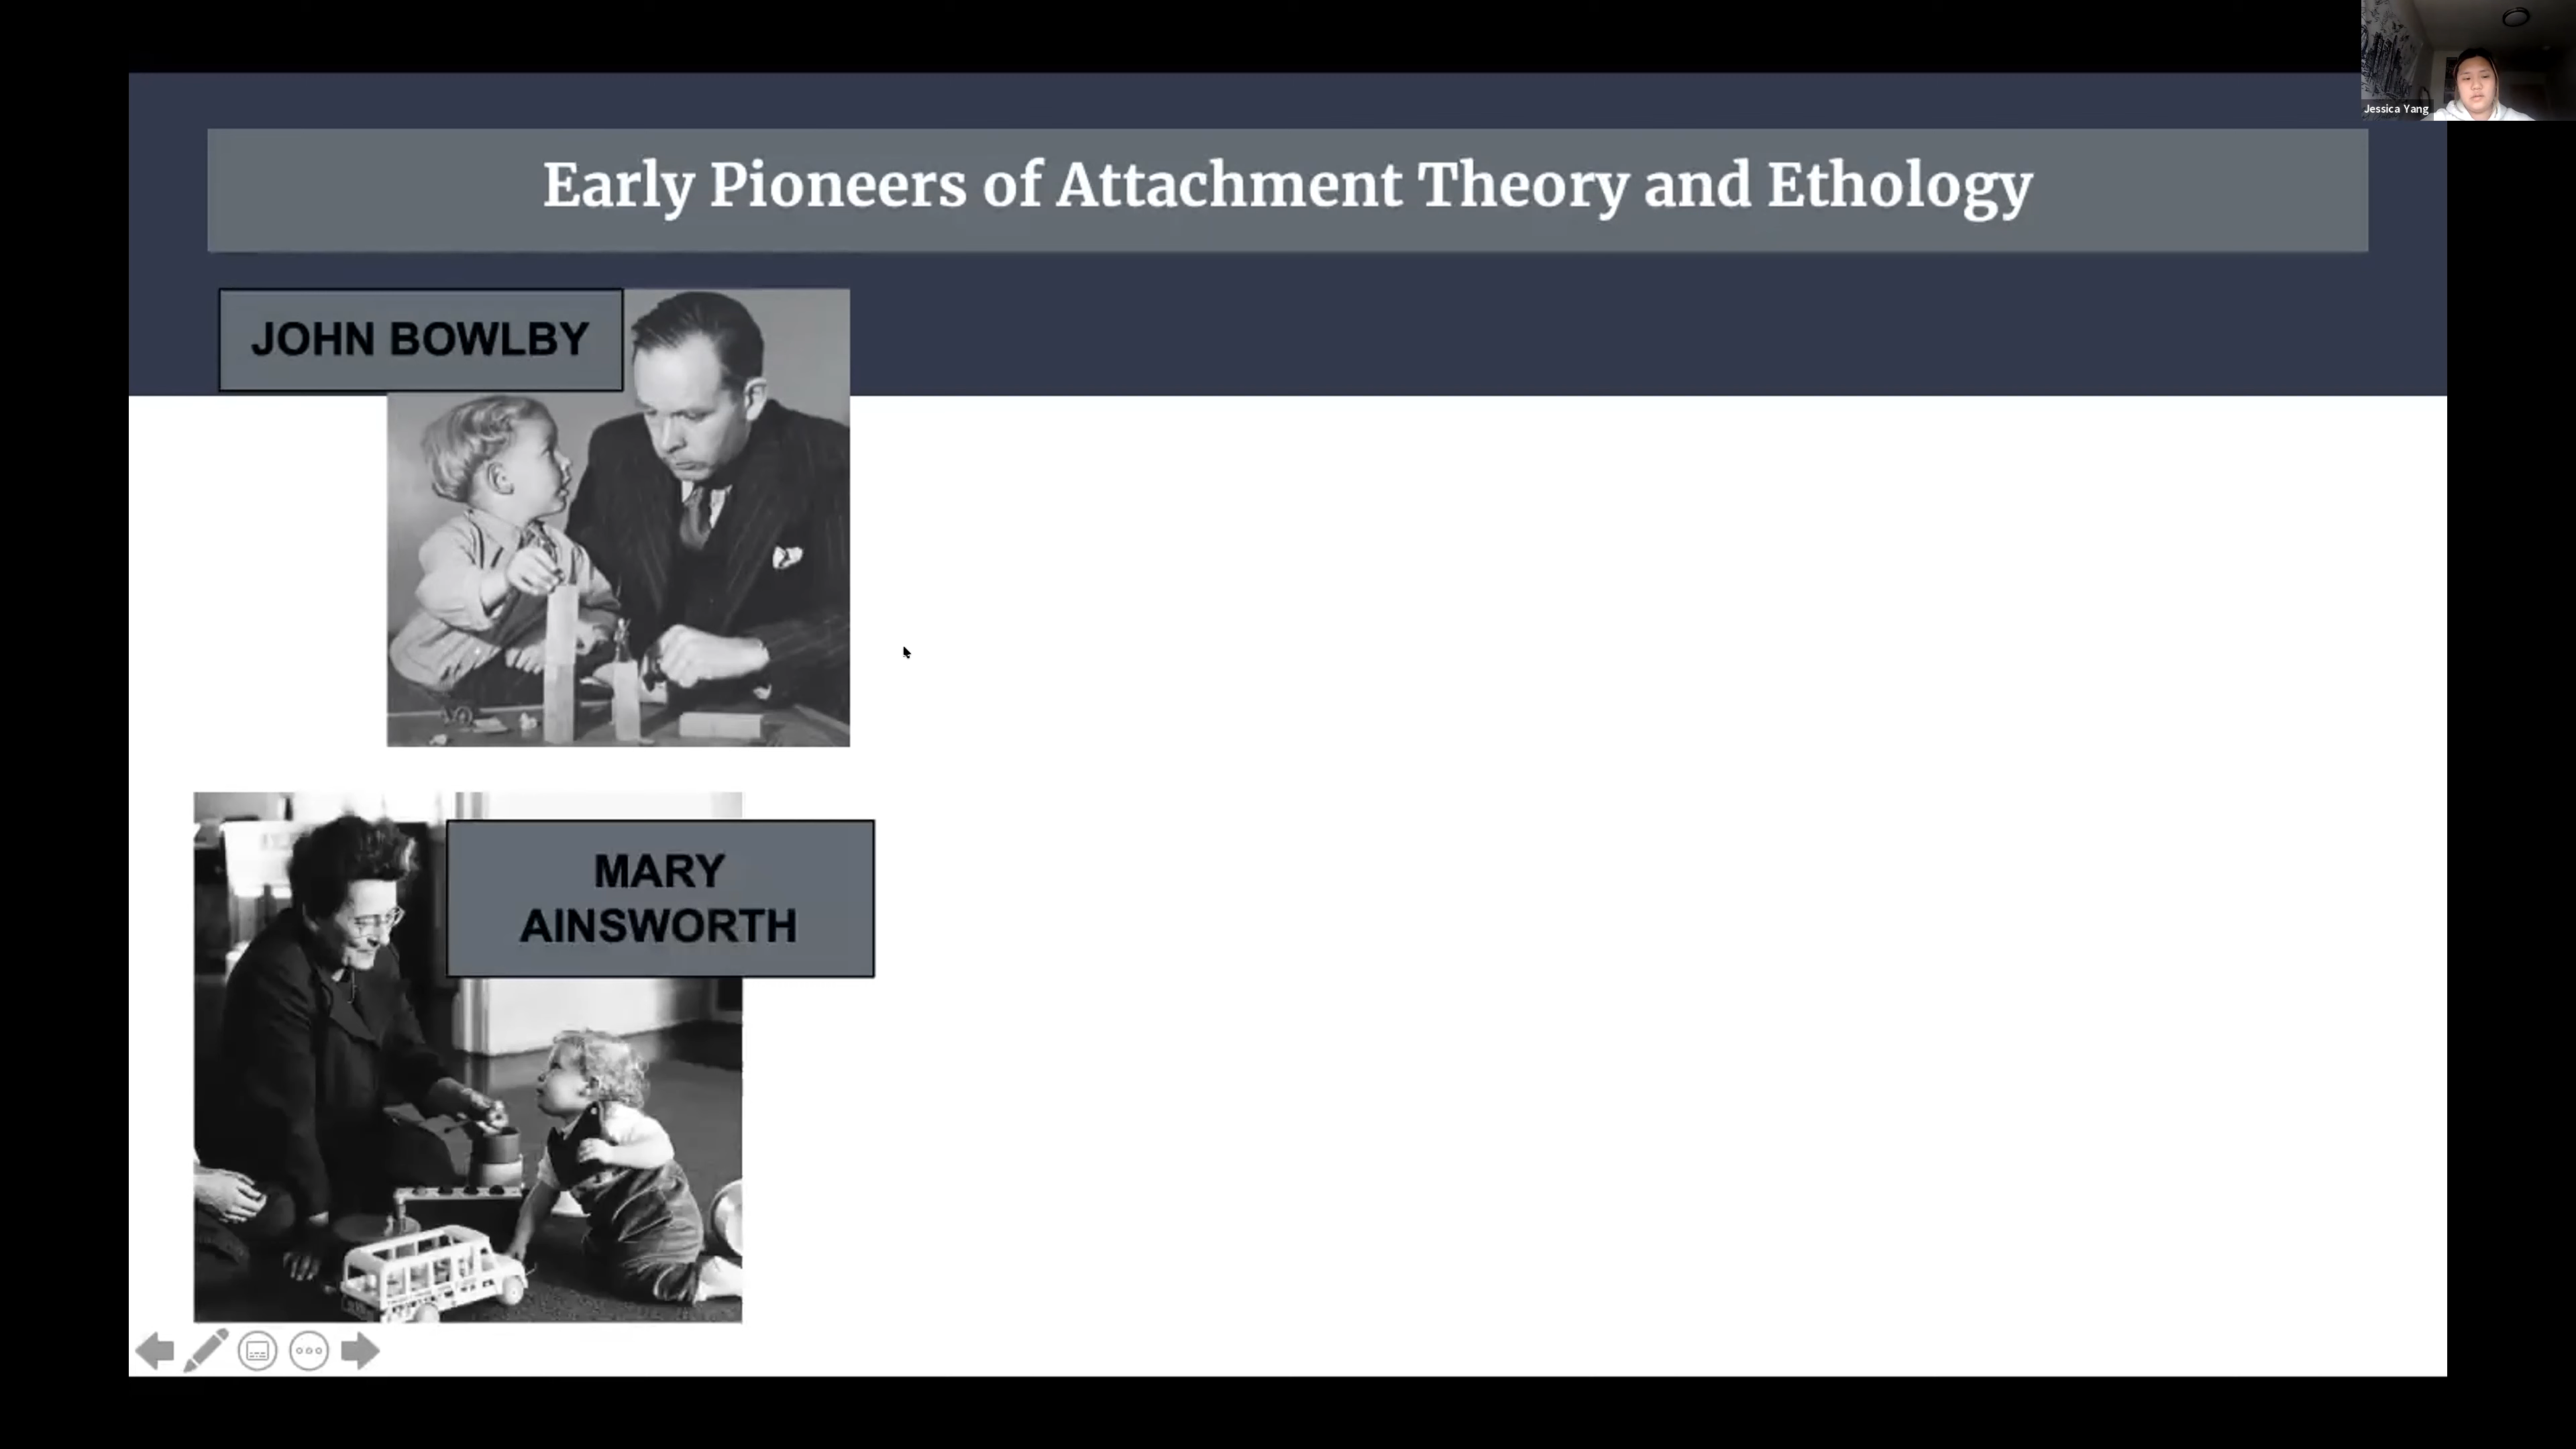 Early Pioneers of Attachment Theory and Ethology
Jessica Yang
JOHN BOWLBY
MARY
AINSWORTH